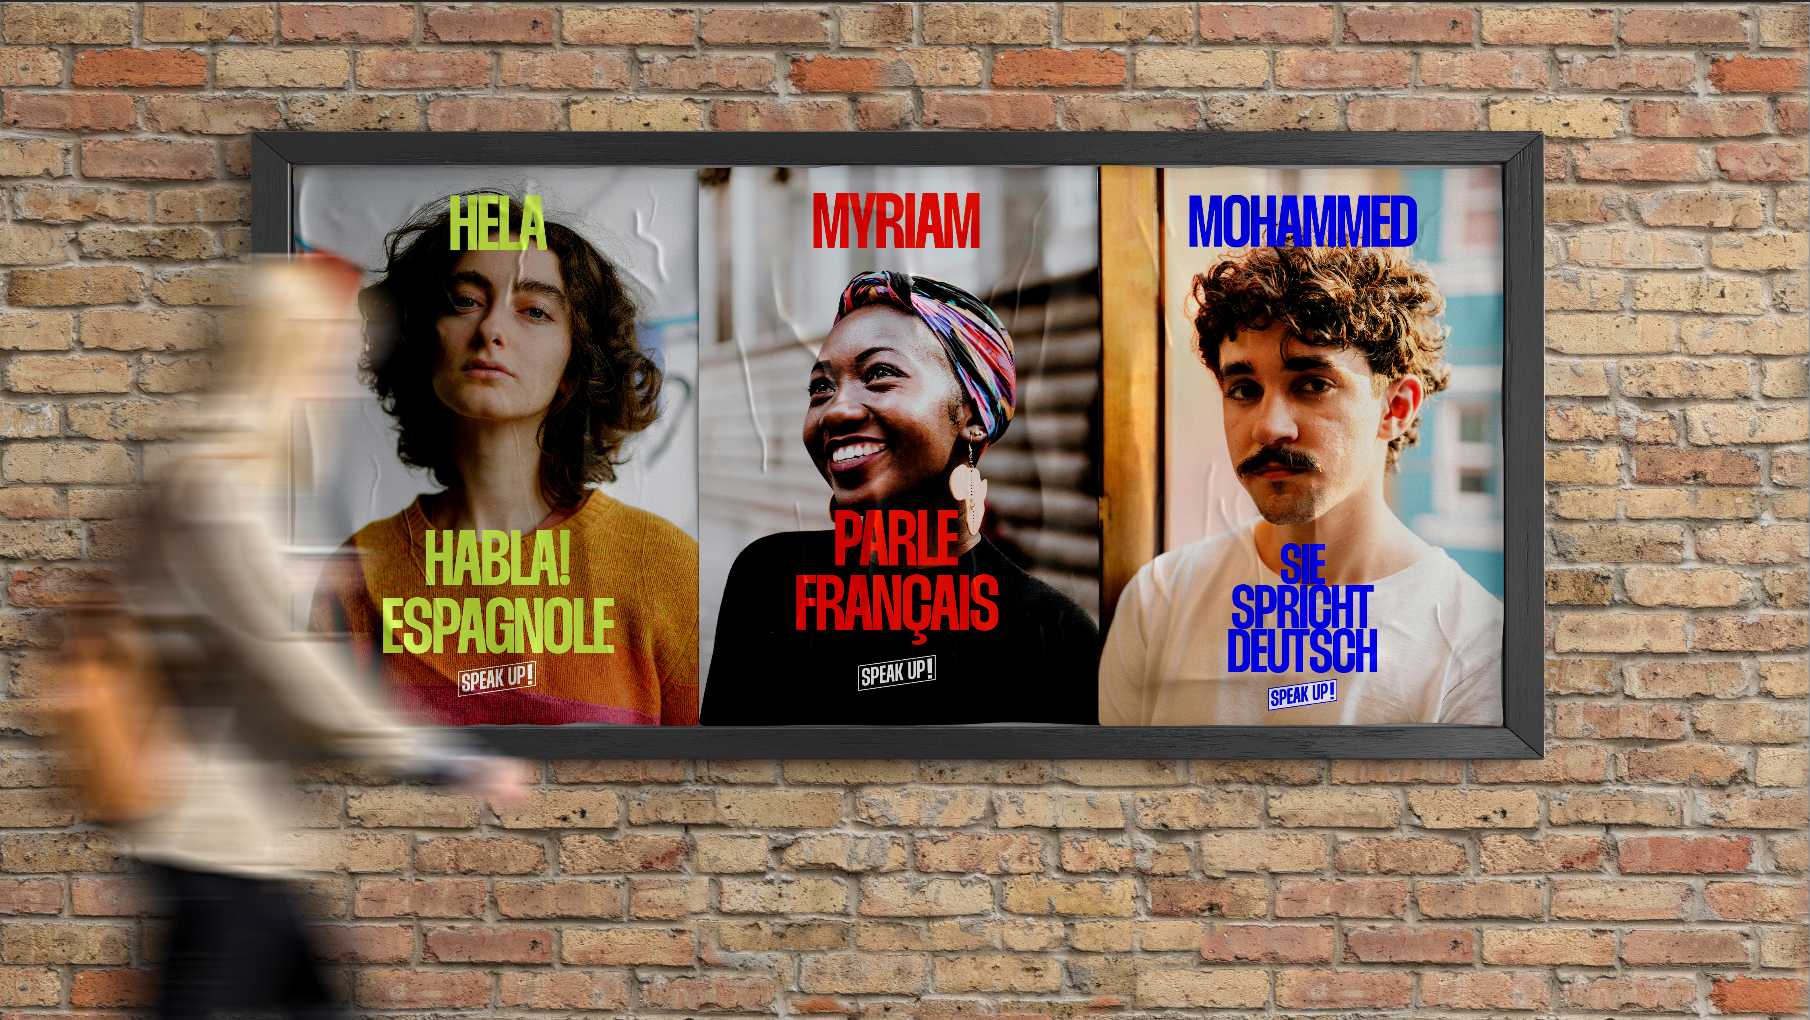 HELA
HABLA!
ESPAGNOLE
SPEAK UP!
MYRIAM
PARLE
FRANÇAIS
SPEAK UP!
MOHAMMED
SIE
SPRICHT
DEUTSCH
SPEAK UP!